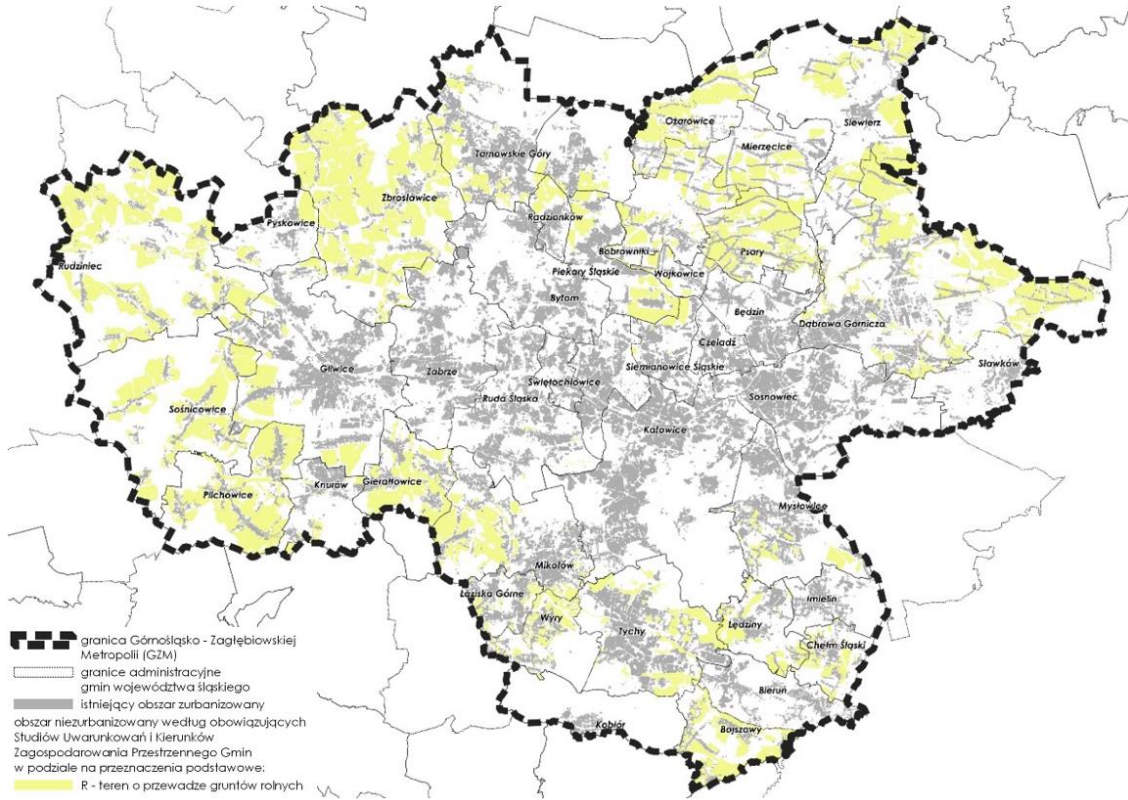 Ożarowice
Siewierz
Mierzęcice
Tarnowskie Góry
Zbrosławice
Radzionków
Pyskowice
Bobrowniki
Psary
Rudziniec
Piekary Śląskie
Wojkowice
Bytom
Będzin
Dąbrowa Górnicza
Czeladź
Sławków
Gliwice
Zabrze
Siemianowice Śląskie
Świętochłowice
Ruda Śląska
Sosnowiec
Sośnicowice
Katowice
Pilchowice
Knurów
Gierałtowice
Mysłowice
Mikołów
Łaziska Górne
Imielin
Wyry
Lędziny
Tychy
Chełm Śląski
Bieruń
Kobiór
Bojszowy
granica Górnośląsko - Zagłębiowskiej
Metropolii (GZM)
granice administracyjne
gmin województwa śląskiego
istniejący obszar zurbanizowany
obszar niezurbanizowany według obowiązujących
Studiów Uwarunkowań i Kierunków
Zagospodarowania Przestrzennego Gmin
w podziale na przeznaczenia podstawowe:
R - teren o przewadze gruntów rolnych